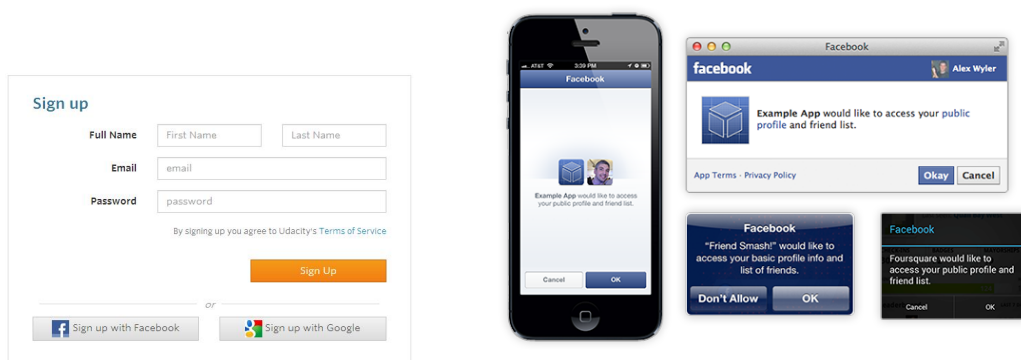 Sign up
Full Name First Name Last Name
Email email
Password password
By signing up you agree to Udacity's Terms of Service
Sign Up
or
Sign up with Facebook Sign up with Google
AT&T 3:39 PM
Facebook
Example App would like to access
your public profile and friend list.
Cancel OK
Facebook
facebook Alex Wyler
Example App would like to access your public
profile and friend list.
App Terms · Privacy Policy Okay Cancel
Facebook
“Friend Smash!” would like to
access your basic profile info and
list of friends.
Don't Allow OK
Facebook
Foursquare would like to
access your public profile and
friend list.
Cancel OK